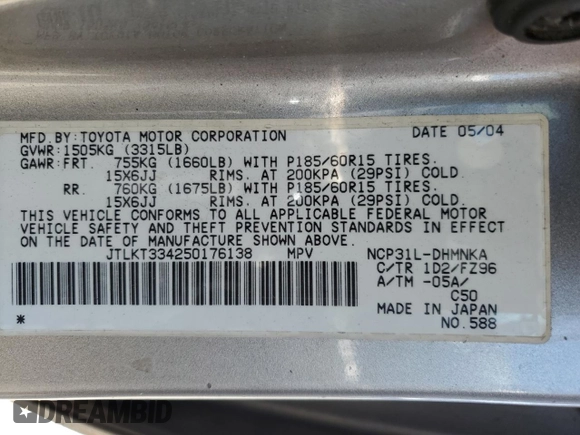 MFD. BY: TOYOTA MOTOR CORPORATION DATE 05/04
GVWR: 1505KG (3315LB)
GAWR: FRT. 755KG (1660LB) WITH P185/60R15 TIRES.
15X6JJ RIMS. AT 200KPA (29PSI) COLD.
RR. 760KG (1675LB) WITH P185/60R15 TIRES.
15X6JJ RIMS. AT 200KPA (29PSI) COLD.
THIS VEHICLE CONFORMS TO ALL APPLICABLE FEDERAL MOTOR
VEHICLE SAFETY AND THEFT PREVENTION STANDARDS IN EFFECT
ON THE DATE OF MANUFACTURE SHOWN ABOVE.
JTLKT334250176138 MPV NCP31L-DHMNKA
C/TR 1D2/FZ96
A/TM -05A/
C50
MADE IN JAPAN
* NO.588
DREAMBID